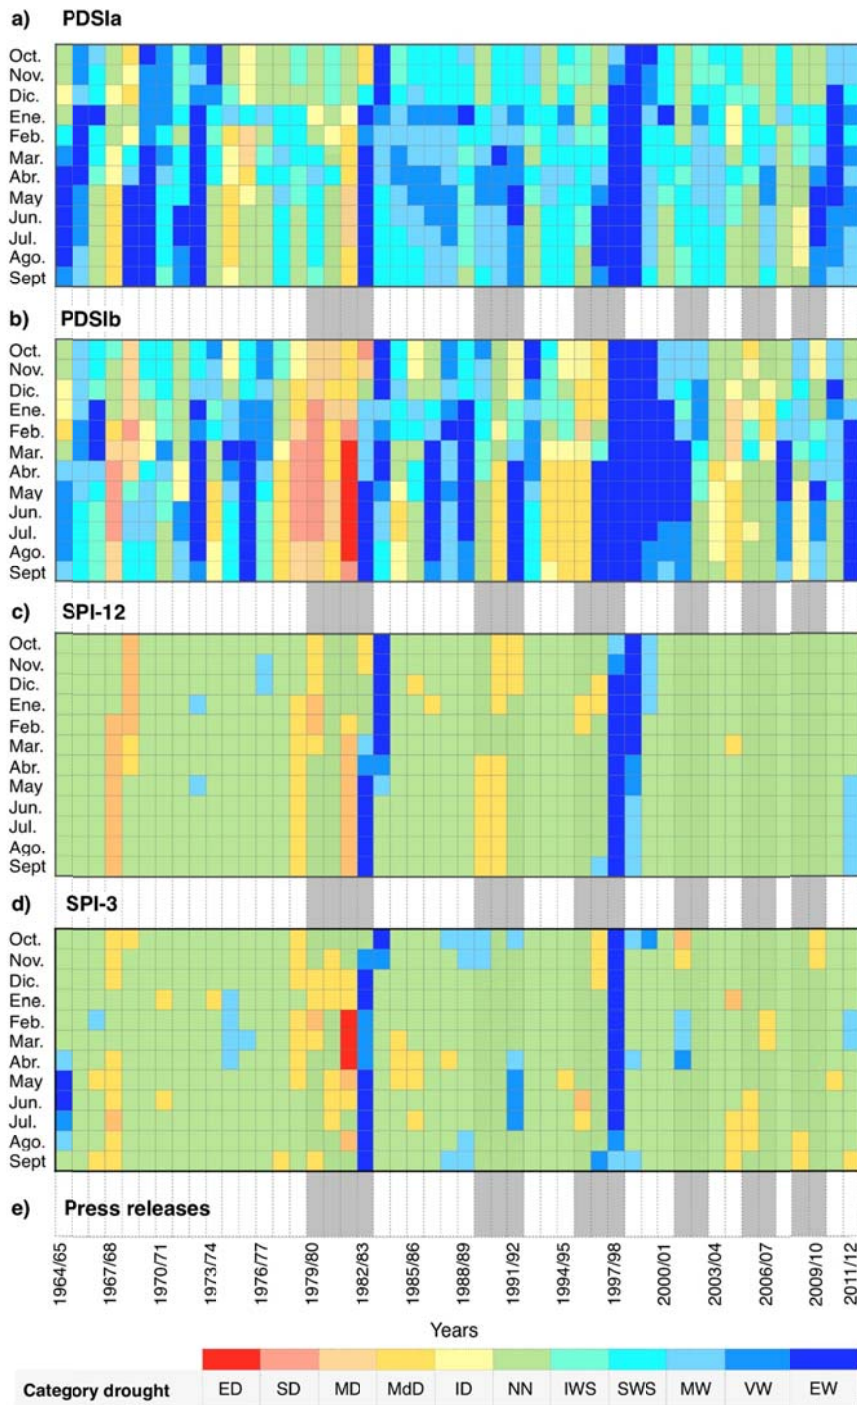 a) PDSIa
Oct.
Nov.
Dic.
Ene.
Feb.
Mar.
Abr.
May
Jun.
Jul.
Ago.
Sept
b) PDSIb
Oct.
Nov.
Dic.
Ene.
Feb.
Mar.
Abr.
May
Jun.
Jul.
Ago.
Sept
c) SPI-12
Oct.
Nov.
Dic.
Ene.
Feb.
Mar.
Abr.
May
Jun.
Jul.
Ago.
Sept
d) SPI-3
Oct.
Nov.
Dic.
Ene.
Feb.
Mar.
Abr.
May
Jun.
Jul.
Ago.
Sept
e) Press releases
1964/65
1967/68
1970/71
1973/74
1976/77
1979/80
1982/83
1985/86
1988/89
1991/92
1994/95
1997/98
2000/01
2003/04
2006/07
2009/10
2011/12
Years
Category drought ED SD MD MdD ID NN IWS SWS MW VW EW